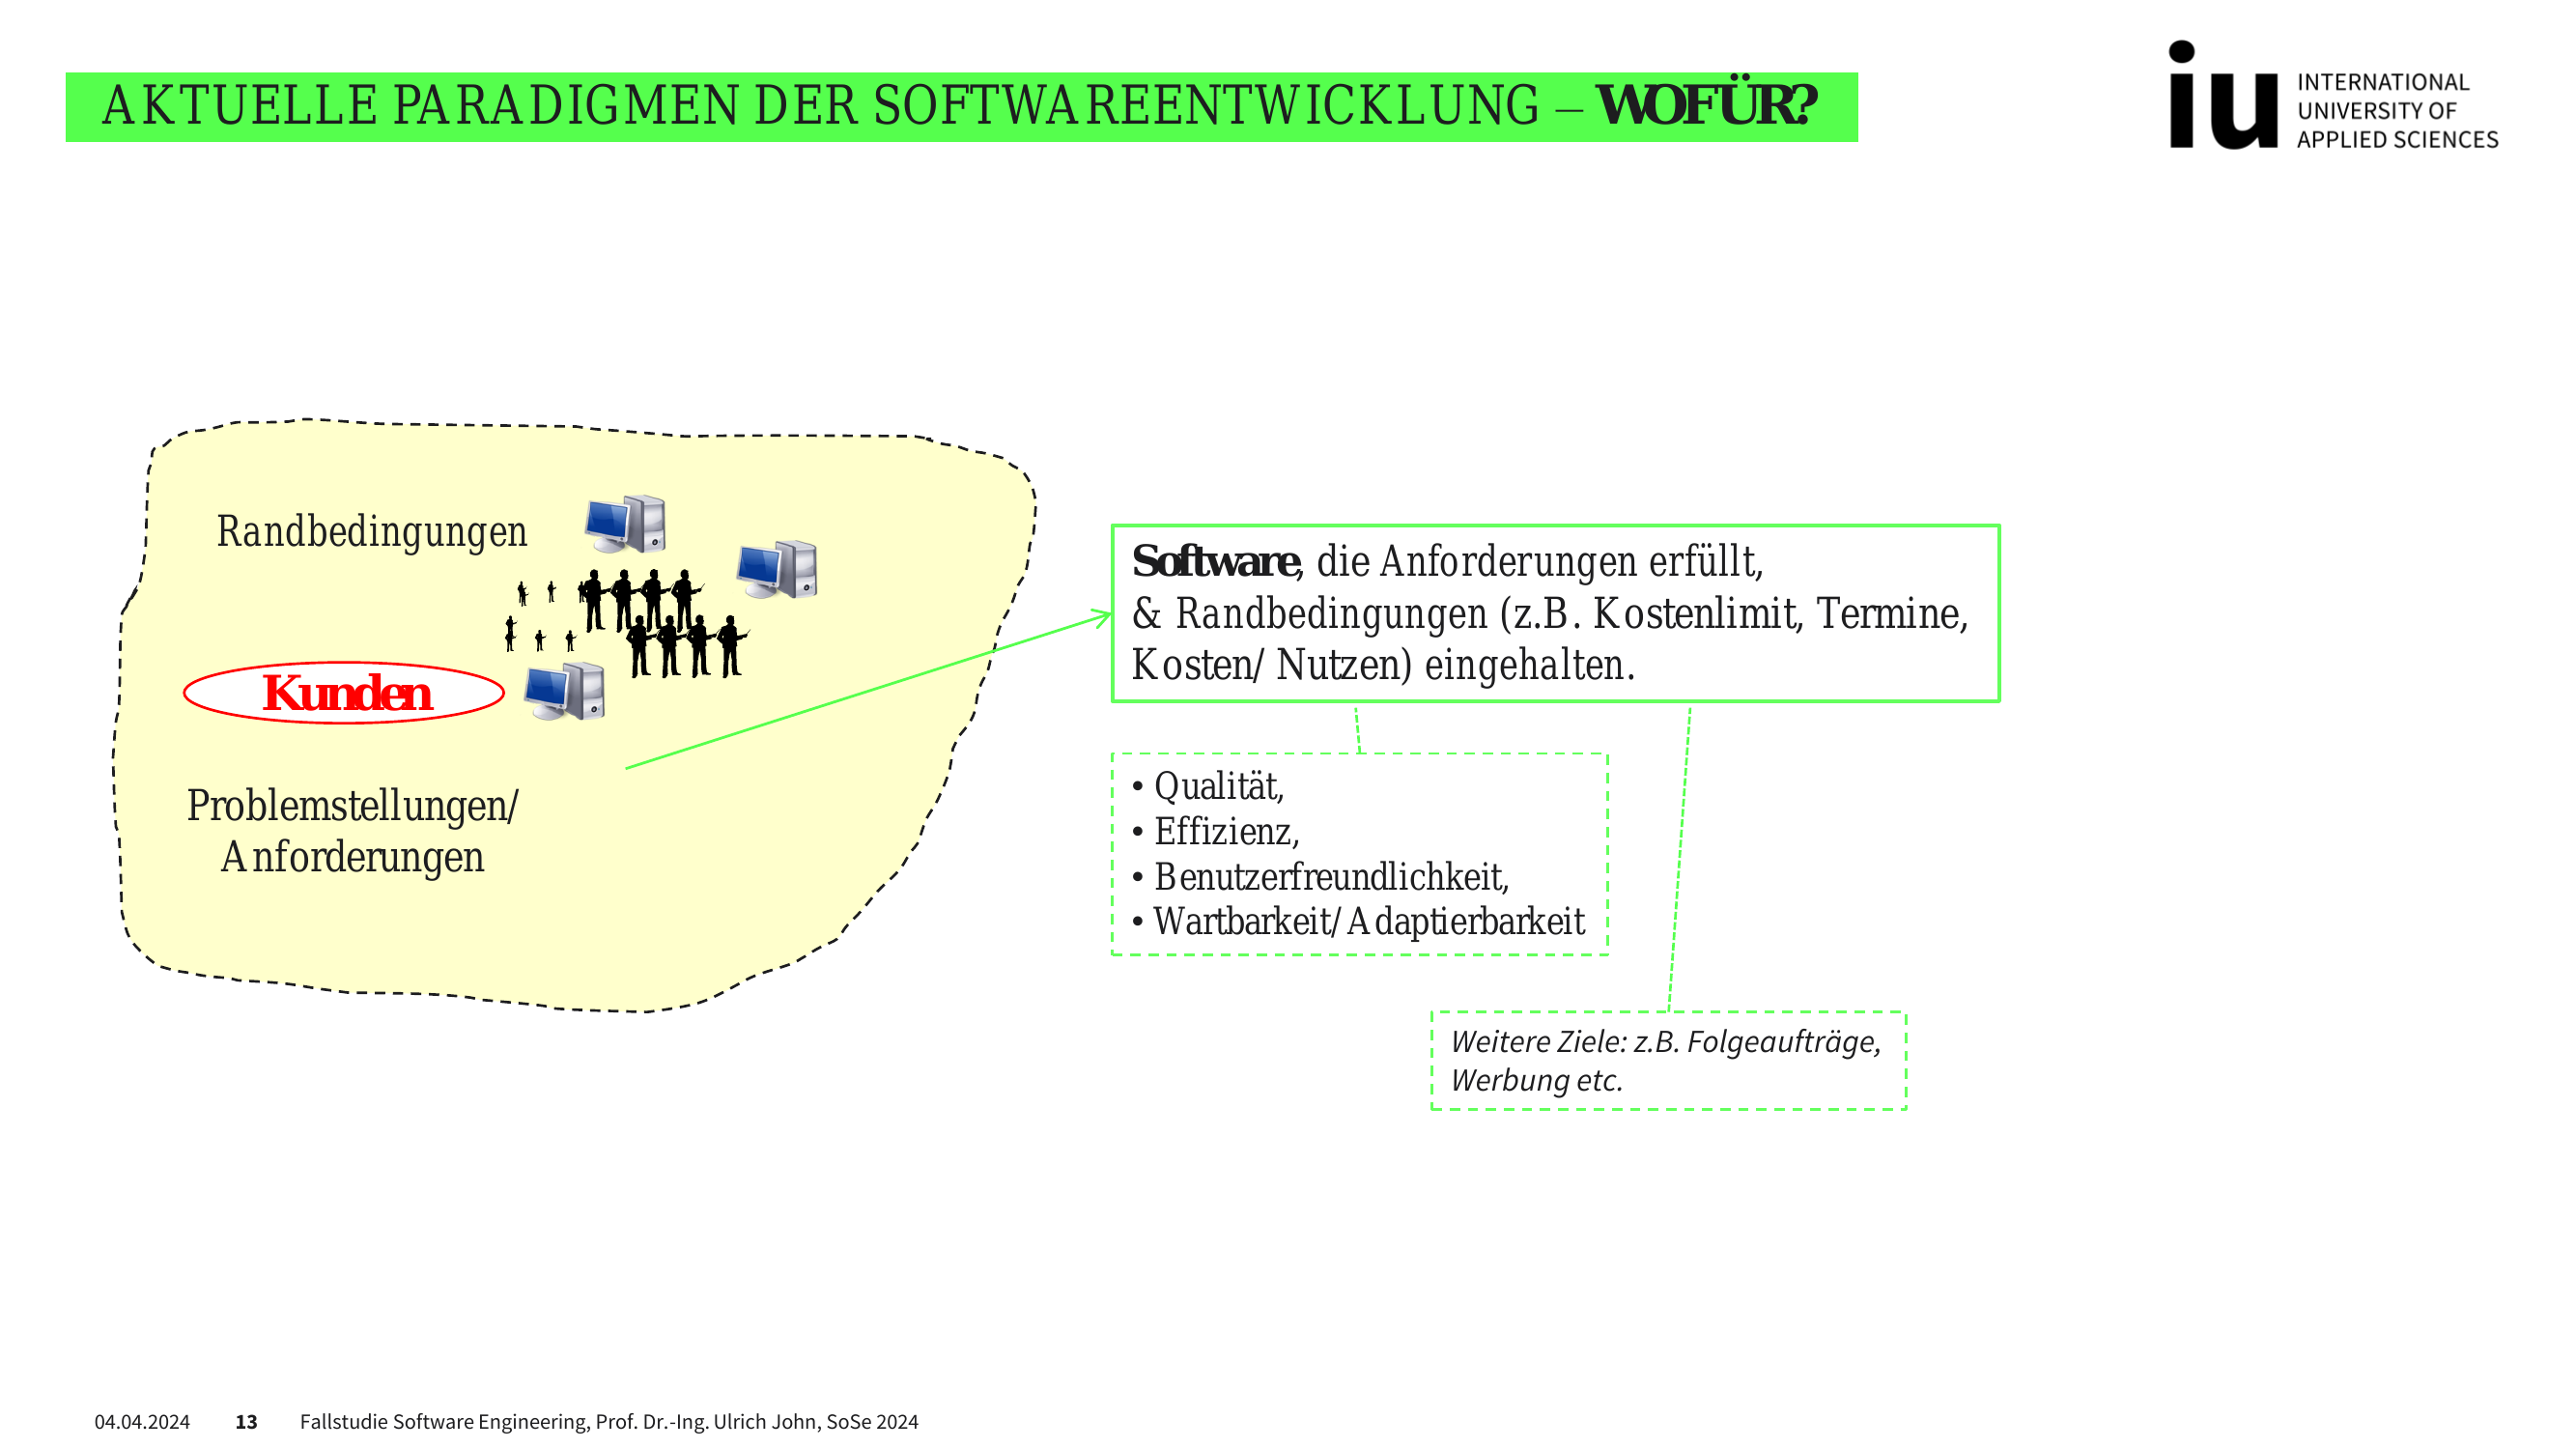 AKTUELLE PARADIGMEN DER SOFTWAREENTWICKLUNG – WOFÜR?
iu INTERNATIONAL
UNIVERSITY OF
APPLIED SCIENCES
Randbedingungen
Kunden
Problemstellungen/
Anforderungen
Software, die Anforderungen erfüllt,
& Randbedingungen (z.B. Kostenlimit, Termine,
Kosten/ Nutzen) eingehalten.
• Qualität,
• Effizienz,
• Benutzerfreundlichkeit,
• Wartbarkeit/ Adaptierbarkeit
Weitere Ziele: z.B. Folgeaufträge,
Werbung etc.
04.04.2024 13 Fallstudie Software Engineering, Prof. Dr.-Ing. Ulrich John, SoSe 2024